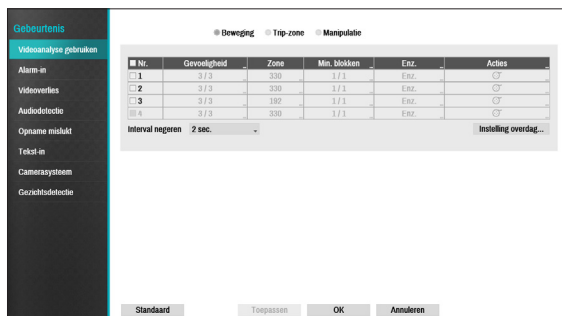 Gebeurtenis
Videoanalyse gebruiken
Alarm-in
Videoverlies
Audiodetectie
Opname mislukt
Tekst-in
Camerasysteem
Gezichtsdetectie
Beweging Trip-zone Manipulatie
Nr. Gevoeligheid Zone Min. blokken Enz. Acties
1 3 / 3 330 1 / 1 Enz.
2 3 / 3 330 1 / 1 Enz.
3 3 / 3 192 1 / 1 Enz.
4 3 / 3 330 1 / 1 Enz.
Interval negeren 2 sec. Instelling overdag...
Standaard Toepassen OK Annuleren